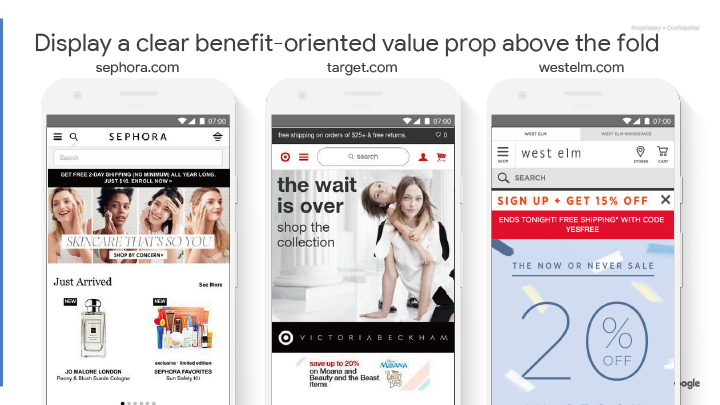 Proprietary + Confidential
Display a clear benefit-oriented value prop above the fold
sephora.com
target.com
westelm.com
07:00
SEPHORA
Search
GET FREE 2-DAY SHIPPING (NO MINIMUM) ALL YEAR LONG.
JUST $10. ENROLL NOW >
SKINCARE THAT'S SO YOU
SHOP BY CONCERN▸
Just Arrived
See More
NEW
NEW
JO MALONE LONDON
Peony & Blush Suede Cologne
exclusive · limited edition
SEPHORA FAVORITES
Sun Safety Kit
07:00
free shipping on orders of $25+ & free returns.
0
search
the wait
is over
shop the
collection
VICTORIABECKHAM
save up to 20%
on Moana and
Beauty and the Beast
items
MOANA
07:00
WEST ELM
WEST ELM WORKSPACE
SHOP
west elm
STORES
CART
SEARCH
SIGN UP + GET 15% OFF
ENDS TONIGHT! FREE SHIPPING* WITH CODE
YESFREE
THE NOW OR NEVER SALE
20% OFF
ogle